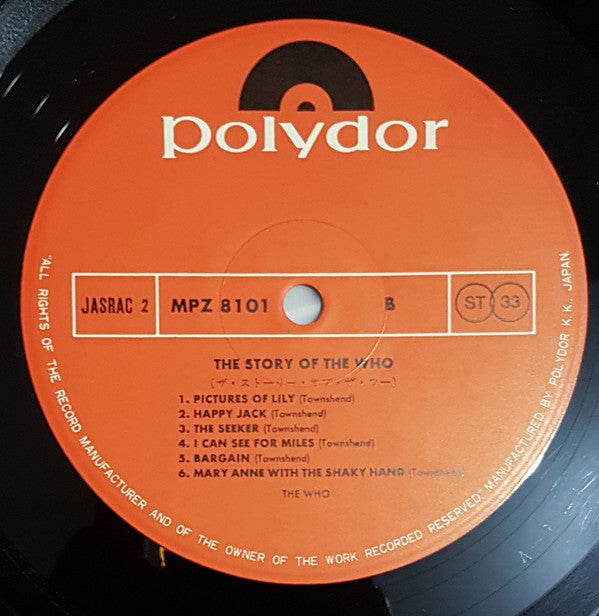 polydor
JASRAC 2
MPZ 8101
B
ST 33
THE STORY OF THE WHO
(ザ・ストーリー・オブ・ザ・フー)
1. PICTURES OF LILY (Townshend)
2. HAPPY JACK (Townshend)
3. THE SEEKER (Townshend)
4. I CAN SEE FOR MILES (Townshend)
5. BARGAIN (Townshend)
6. MARY ANNE WITH THE SHAKY HAND (Townshend)
THE WHO
"ALL RIGHTS OF THE RECORD MANUFACTURER AND OF THE OWNER OF THE WORK RECORDED RESERVED." MANUFACTURED BY POLYDOR K.K., JAPAN.